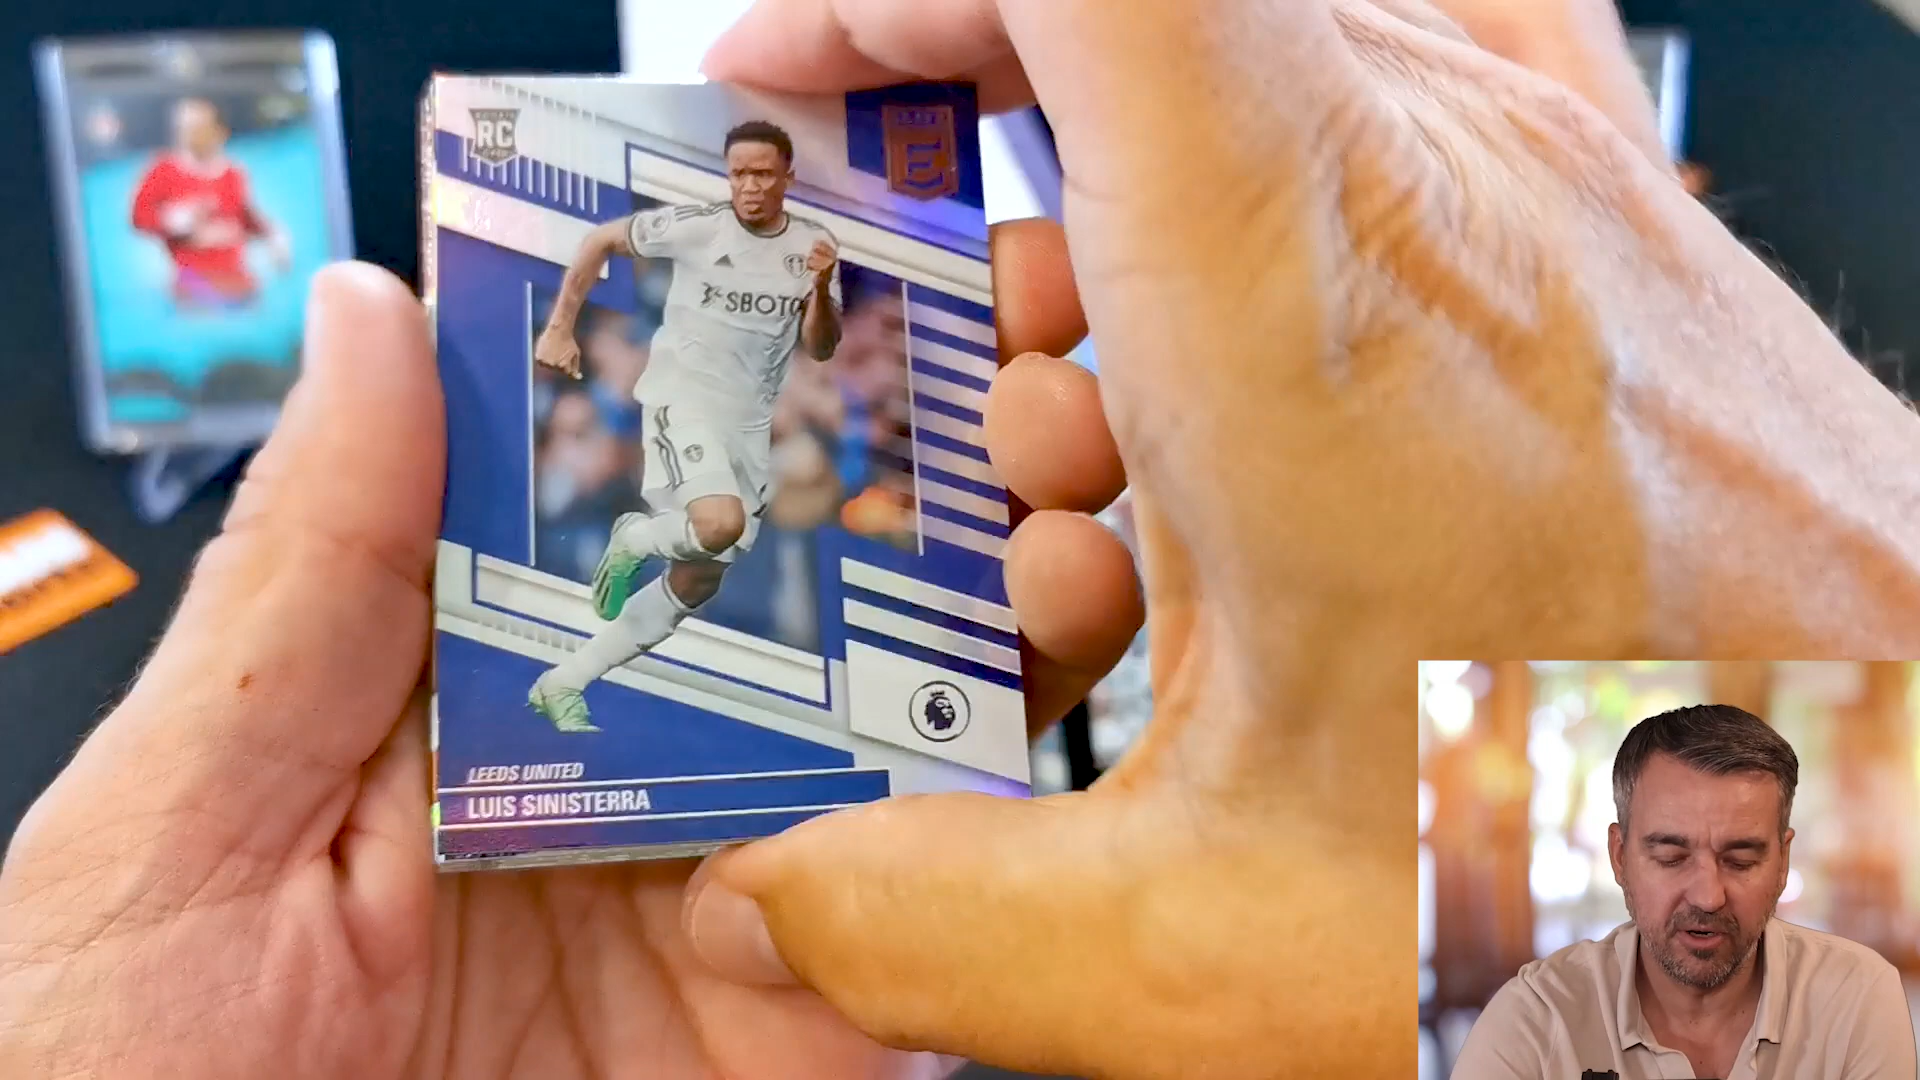 RC
E
SBOTO
LEEDS UNITED
LUIS SINISTERRA